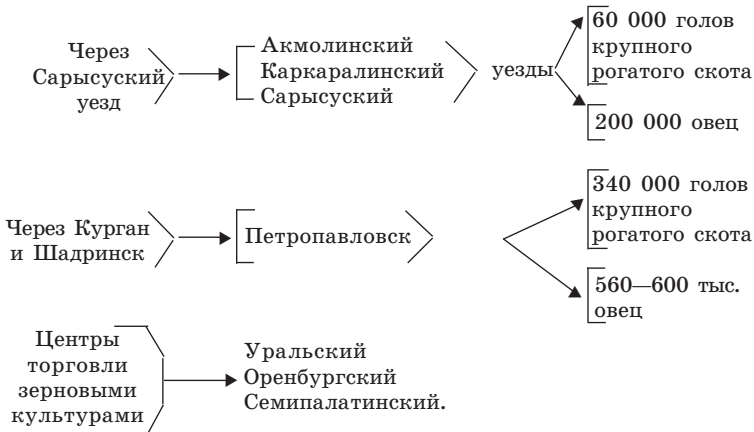 Через
Сарысуский
уезд
Акмолинский
Каркаралинский
Сарысуский
уезды
60 000 голов
крупного
рогатого скота
200 000 овец
Через Курган
и Шадринск
Петропавловск
340 000 голов
крупного
рогатого скота
560—600 тыс.
овец
Центры
торговли
зерновыми
культурами
Уральский
Оренбургский
Семипалатинский.